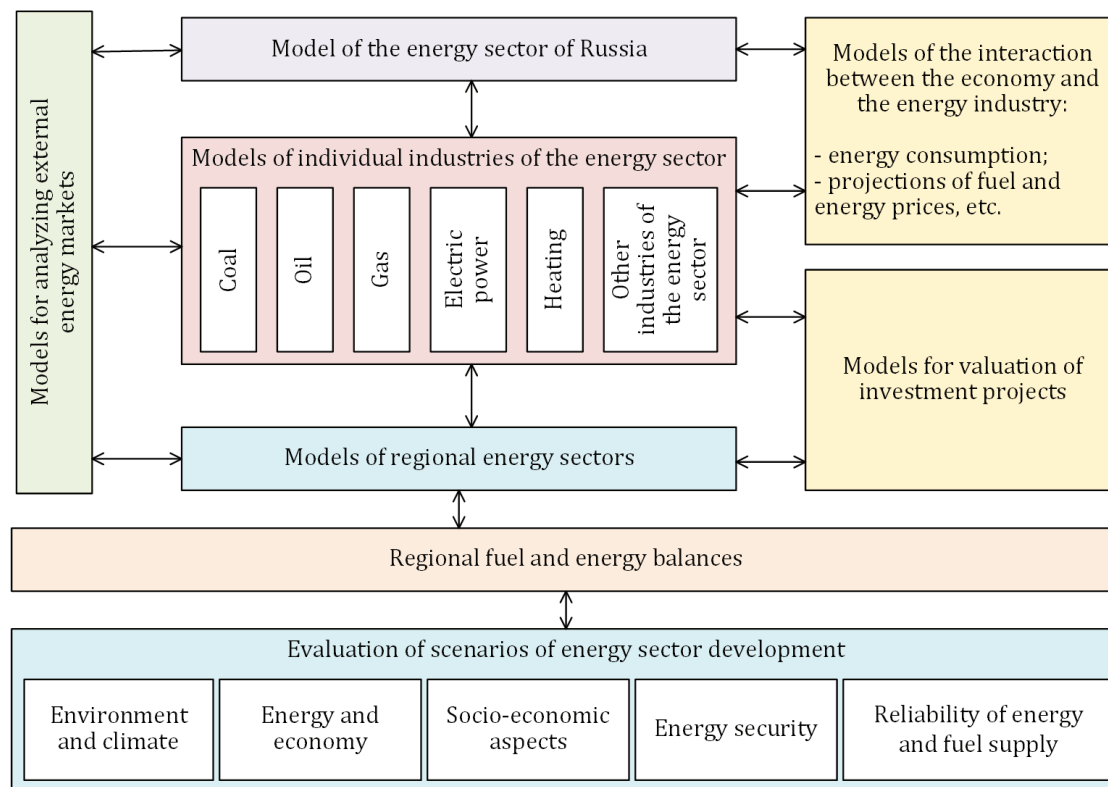 Models for analyzing external
energy markets
Model of the energy sector of Russia
Models of the interaction
between the economy and
the energy industry:
- energy consumption;
- projections of fuel and
energy prices, etc.
Models of individual industries of the energy sector
Coal
Oil
Gas
Electric
power
Heating
Other
industries of
the energy
sector
Models for valuation of
investment projects
Models of regional energy sectors
Regional fuel and energy balances
Evaluation of scenarios of energy sector development
Environment
and climate
Energy and
economy
Socio-economic
aspects
Energy security
Reliability of energy
and fuel supply